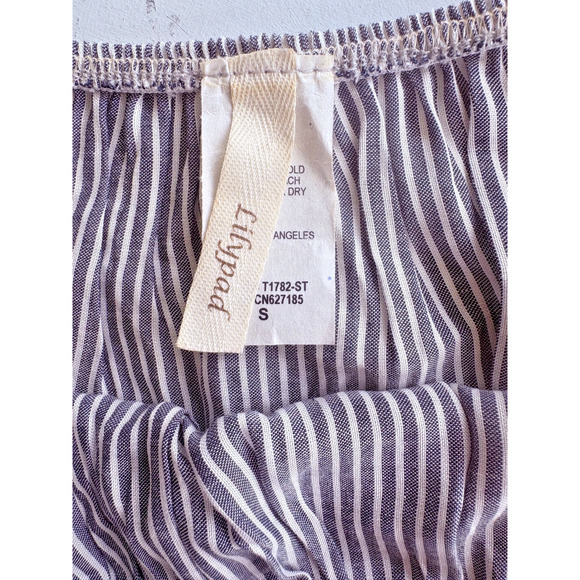 Lilypad
OLD
CH
DRY
ANGELES
T1782-ST
CN627185
S